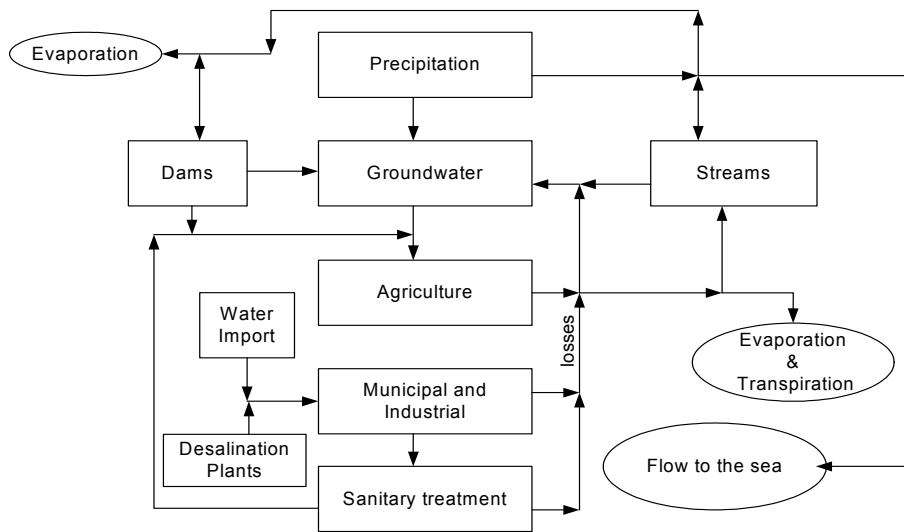 Evaporation
Precipitation
Dams
Groundwater
Streams
Agriculture
Water
Import
losses
Evaporation
&
Transpiration
Municipal and
Industrial
Desalination
Plants
Flow to the sea
Sanitary treatment